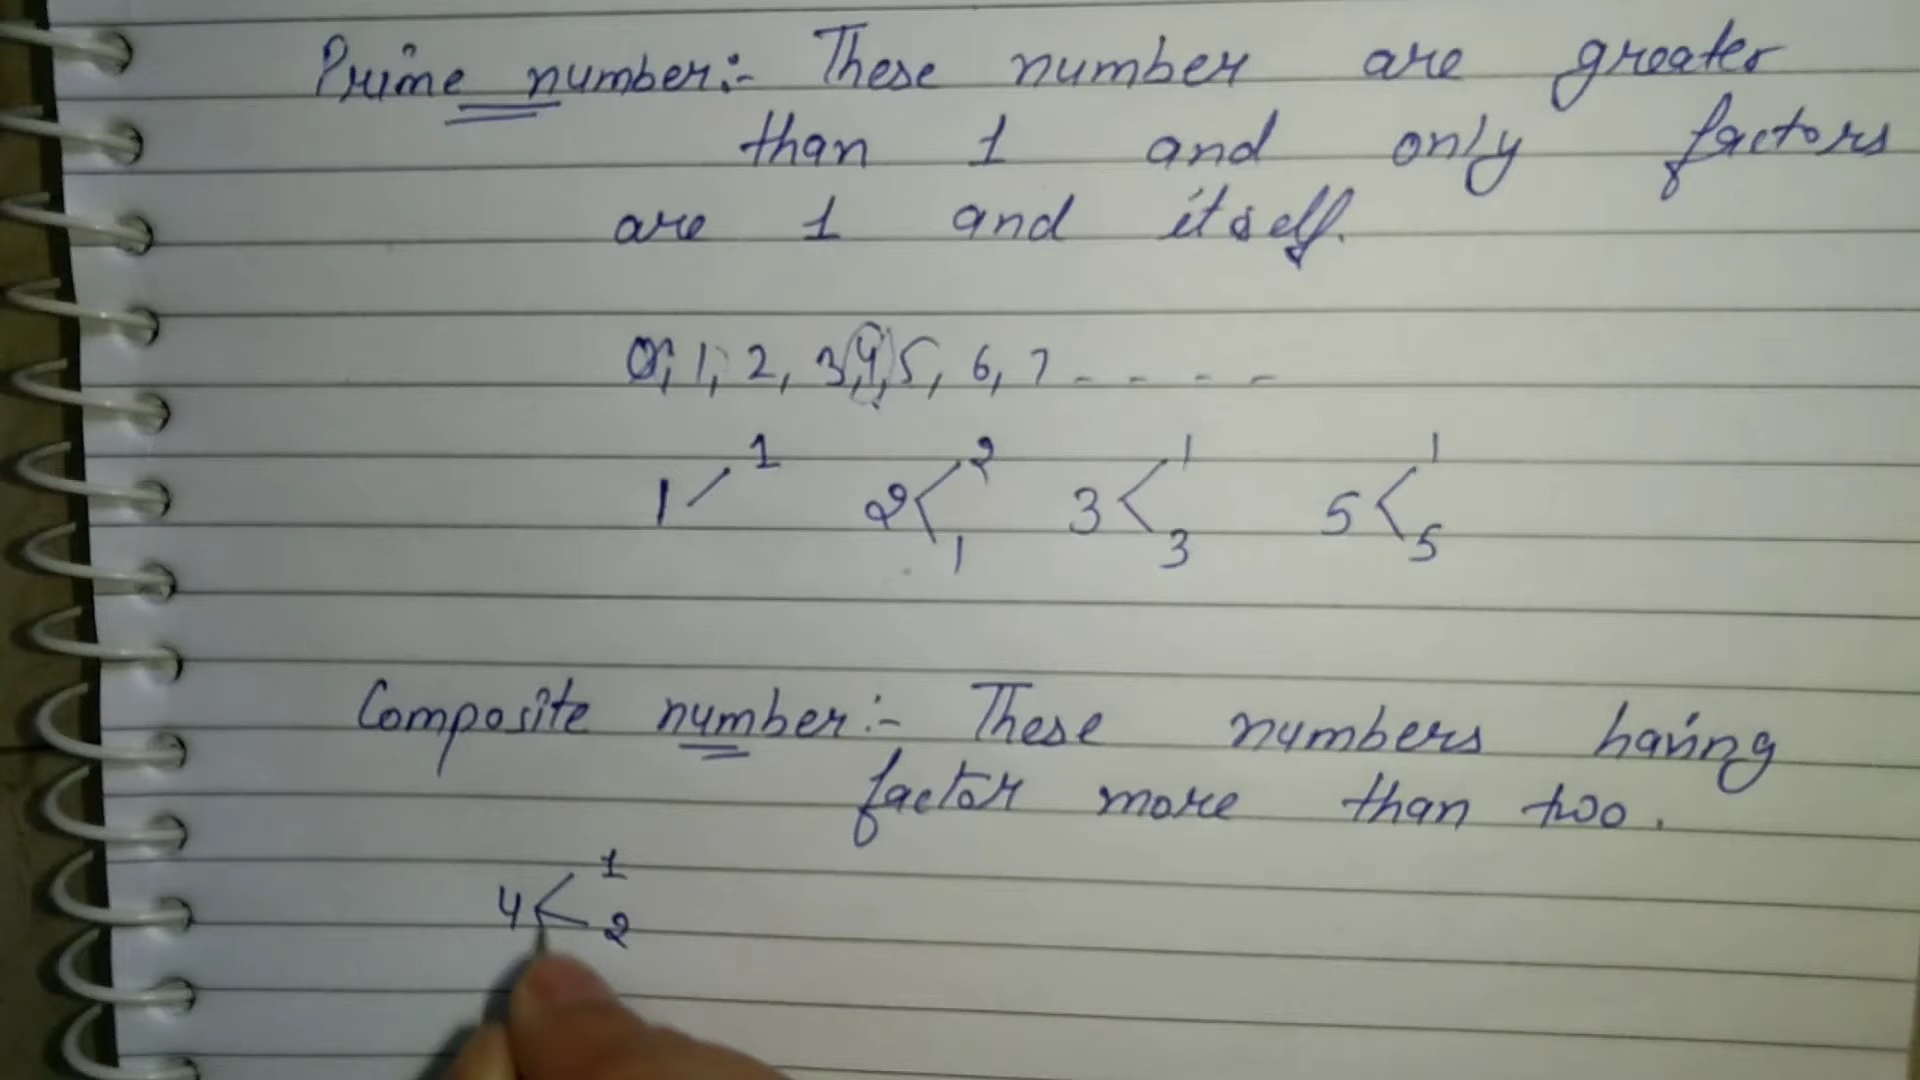 Prime number:- These number are greater
than 1 and only factors
are 1 and itself.
0, 1, 2, 3, 4, 5, 6, 7 - - - -
1 2 1 1
1 2 3 5
1 3 5
Composite number:- These numbers having
factor more than two.
1
4
2